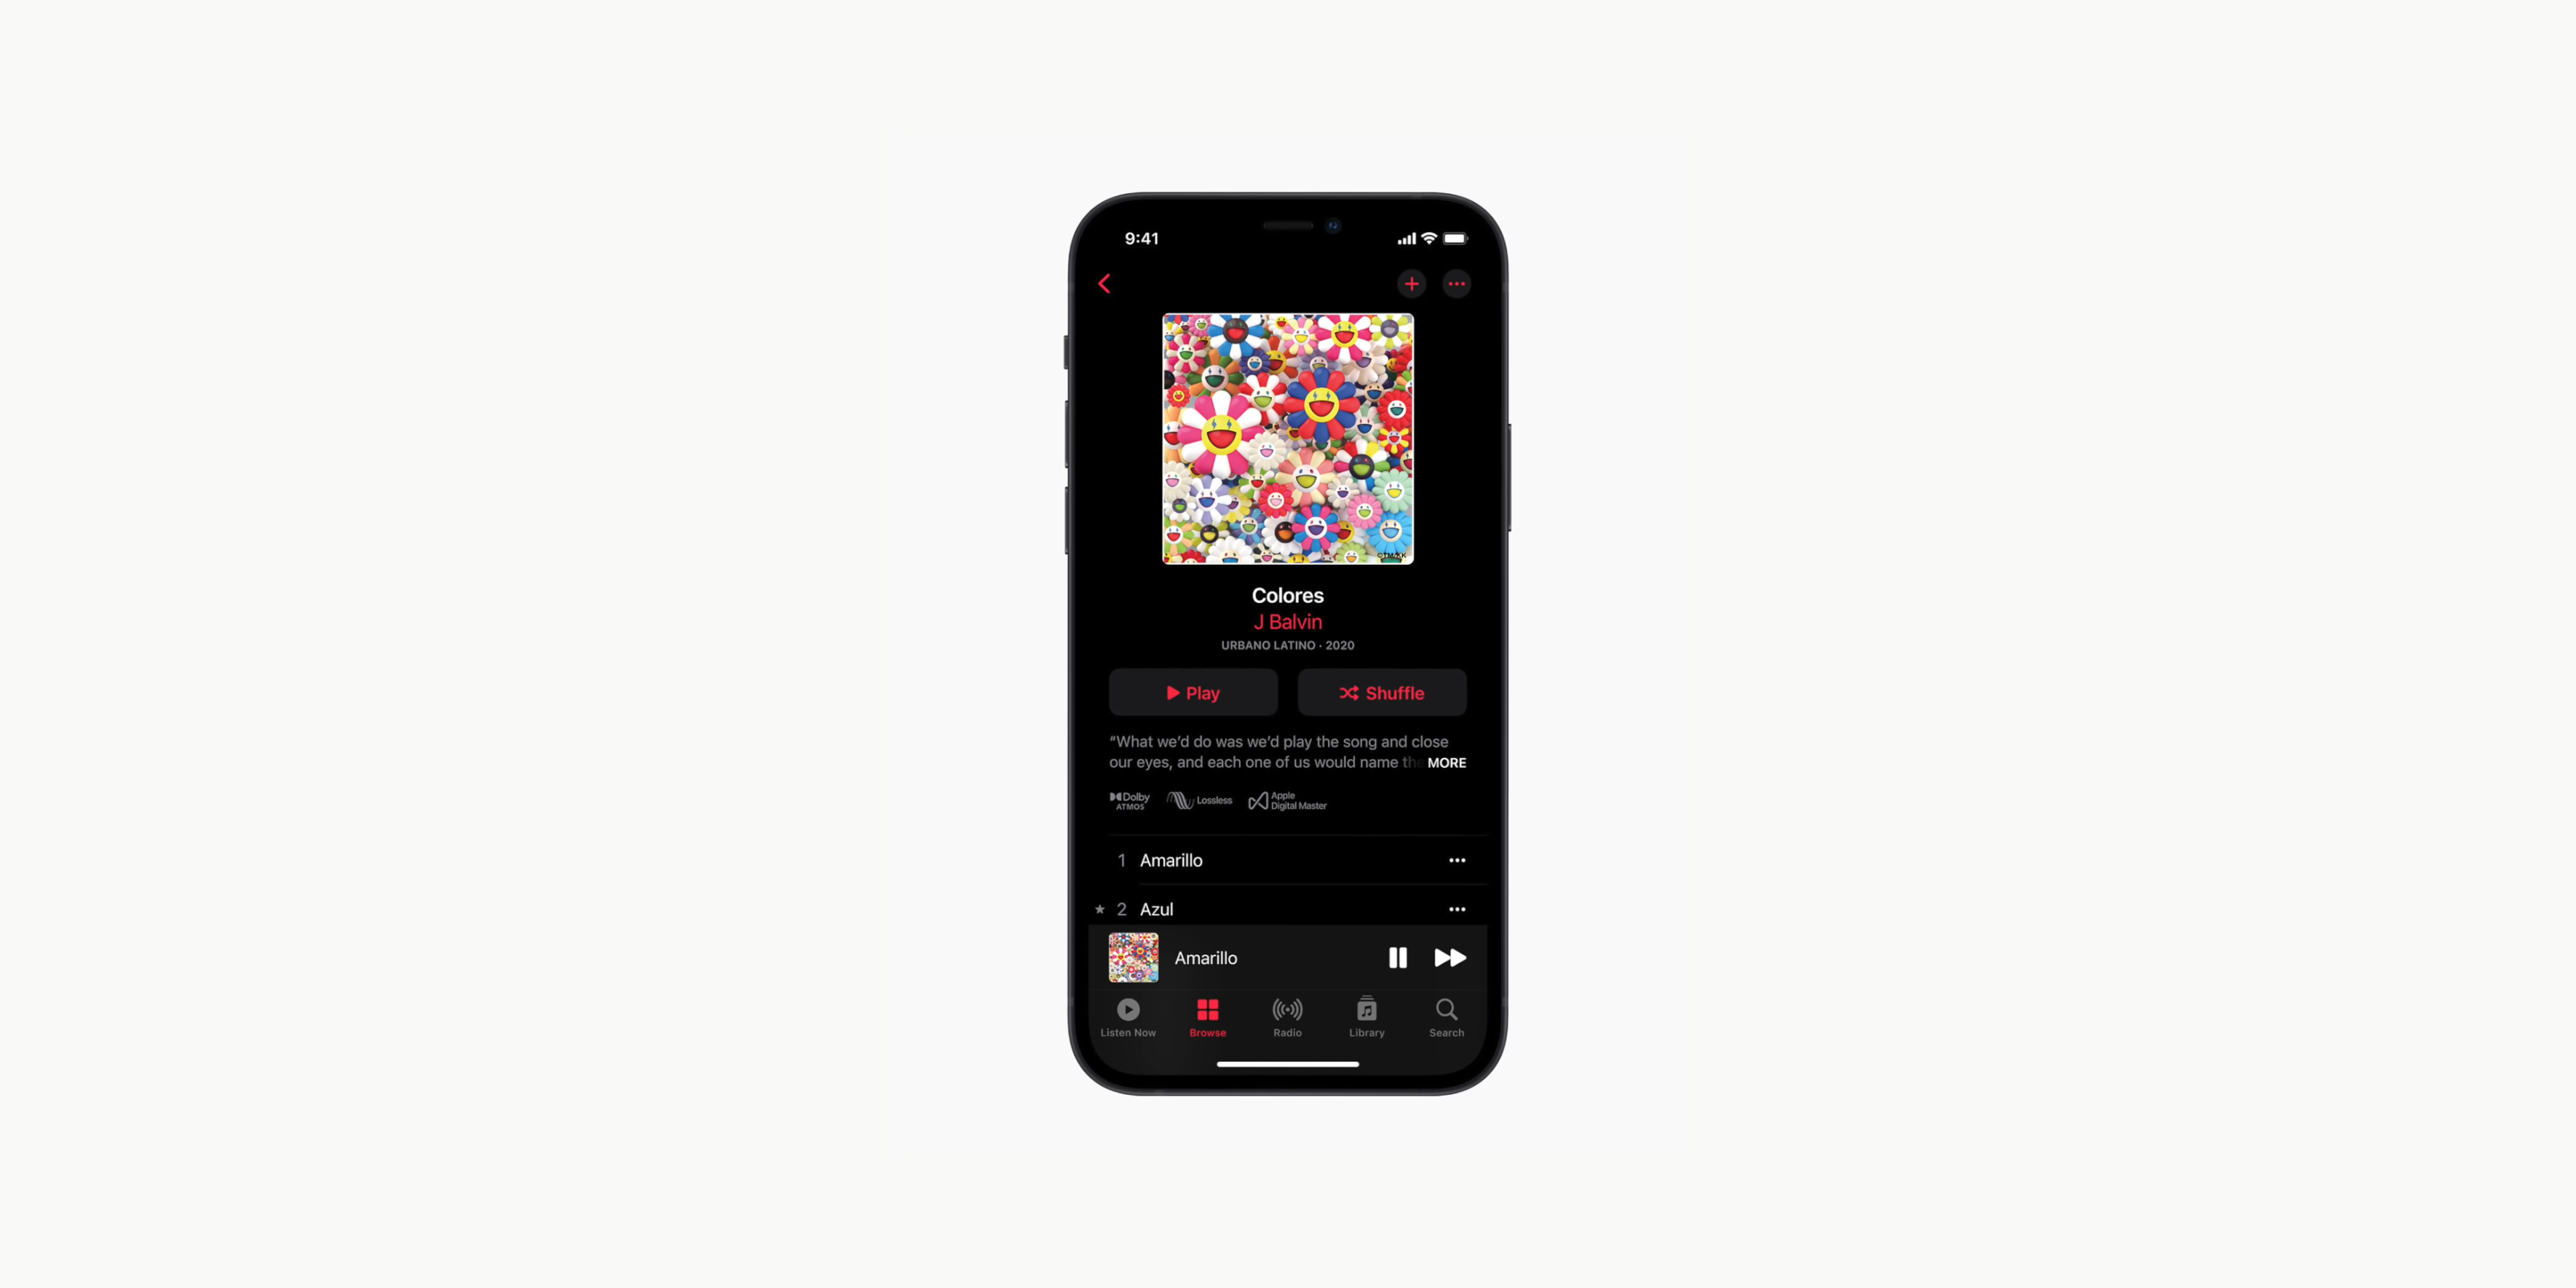 9:41
©TM/KK
Colores
J Balvin
URBANO LATINO · 2020
Play
Shuffle
“What we’d do was we’d play the song and close
our eyes, and each one of us would name the MORE
Dolby
ATMOS
Lossless
Apple
Digital Master
1 Amarillo
2 Azul
Amarillo
Listen Now
Browse
Radio
Library
Search